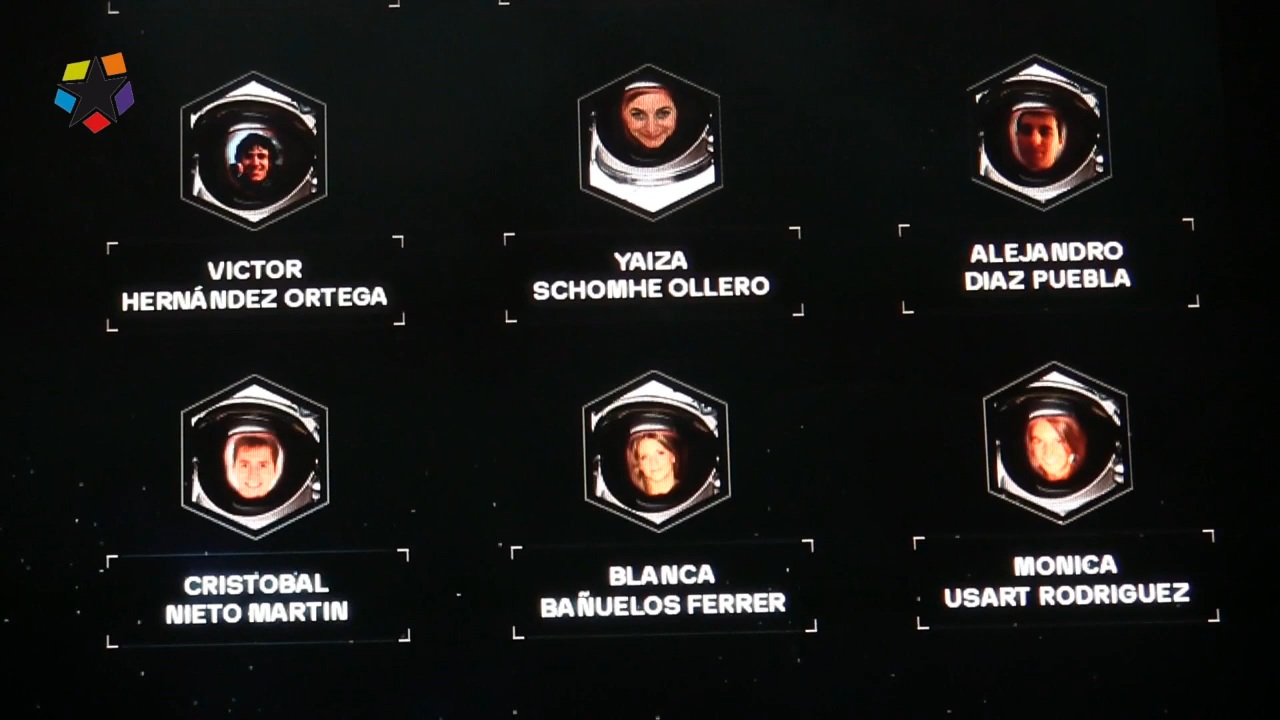 VICTOR
HERNÁNDEZ ORTEGA
YAIZA
SCHOMHE OLLERO
ALEJANDRO
DIAZ PUEBLA
CRISTOBAL
NIETO MARTIN
BLANCA
BAÑUELOS FERRER
MONICA
USART RODRIGUEZ